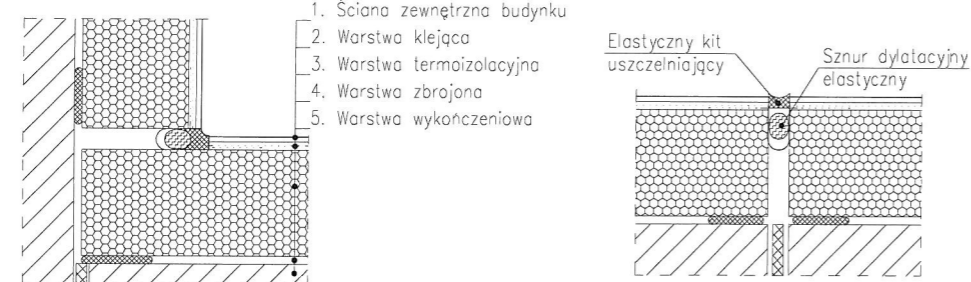 1. Ściana zewnętrzna budynku
2. Warstwa klejąca
3. Warstwa termoizolacyjna
4. Warstwa zbrojona
5. Warstwa wykończeniowa
Elastyczny kit
uszczelniający
Sznur dylatacyjny
elastyczny